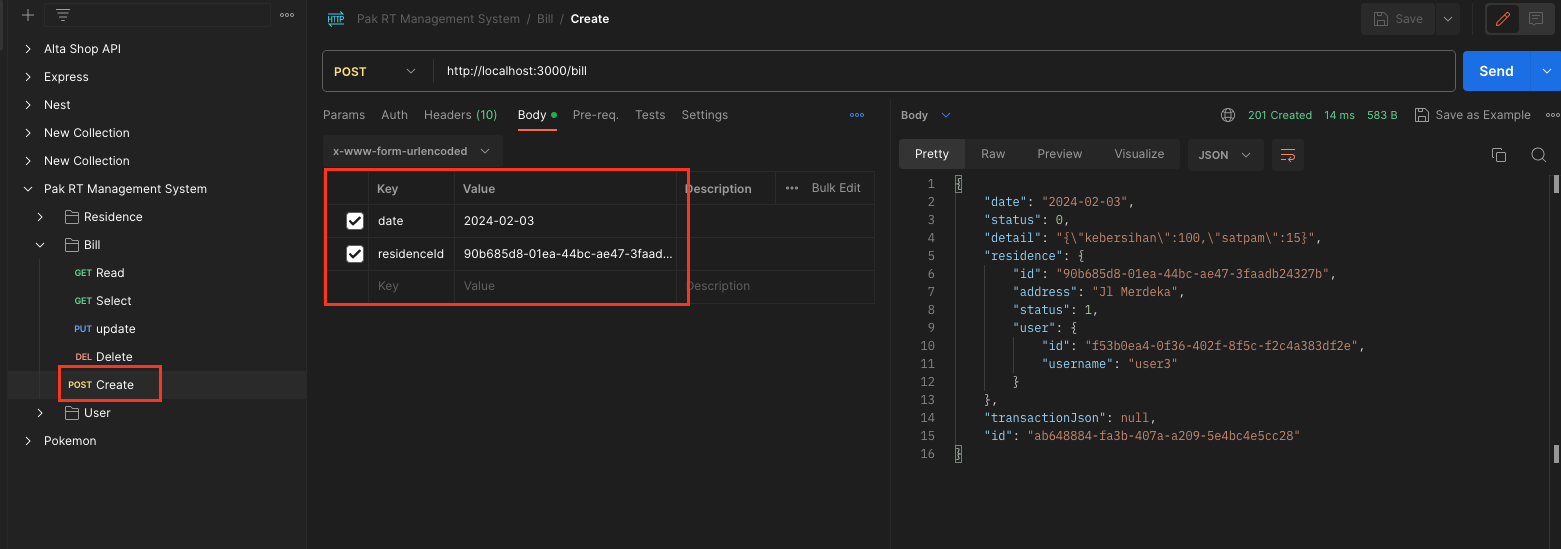 HTTP Pak RT Management System / Bill / Create
Save
Alta Shop API
Express
Nest
New Collection
New Collection
Pak RT Management System
Residence
Bill
GET Read
GET Select
PUT update
DEL Delete
POST Create
User
Pokemon
POST http://localhost:3000/bill
Send
Params Auth Headers (10) Body Pre-req. Tests Settings
x-www-form-urlencoded
Key Value Description Bulk Edit
date 2024-02-03
residenceId 90b685d8-01ea-44bc-ae47-3faad...
Key Value Description
Body 201 Created 14 ms 583 B Save as Example
Pretty Raw Preview Visualize JSON
1 {
2 "date": "2024-02-03",
3 "status": 0,
4 "detail": "{\"kebersihan\":100,\"satpam\":15}",
5 "residence": {
6 "id": "90b685d8-01ea-44bc-ae47-3faadb24327b",
7 "address": "Jl Merdeka",
8 "status": 1,
9 "user": {
10 "id": "f53b0ea4-0f36-402f-8f5c-f2c4a383df2e",
11 "username": "user3"
12 }
13 },
14 "transactionJson": null,
15 "id": "ab648884-fa3b-407a-a209-5e4bc4e5cc28"
16 }